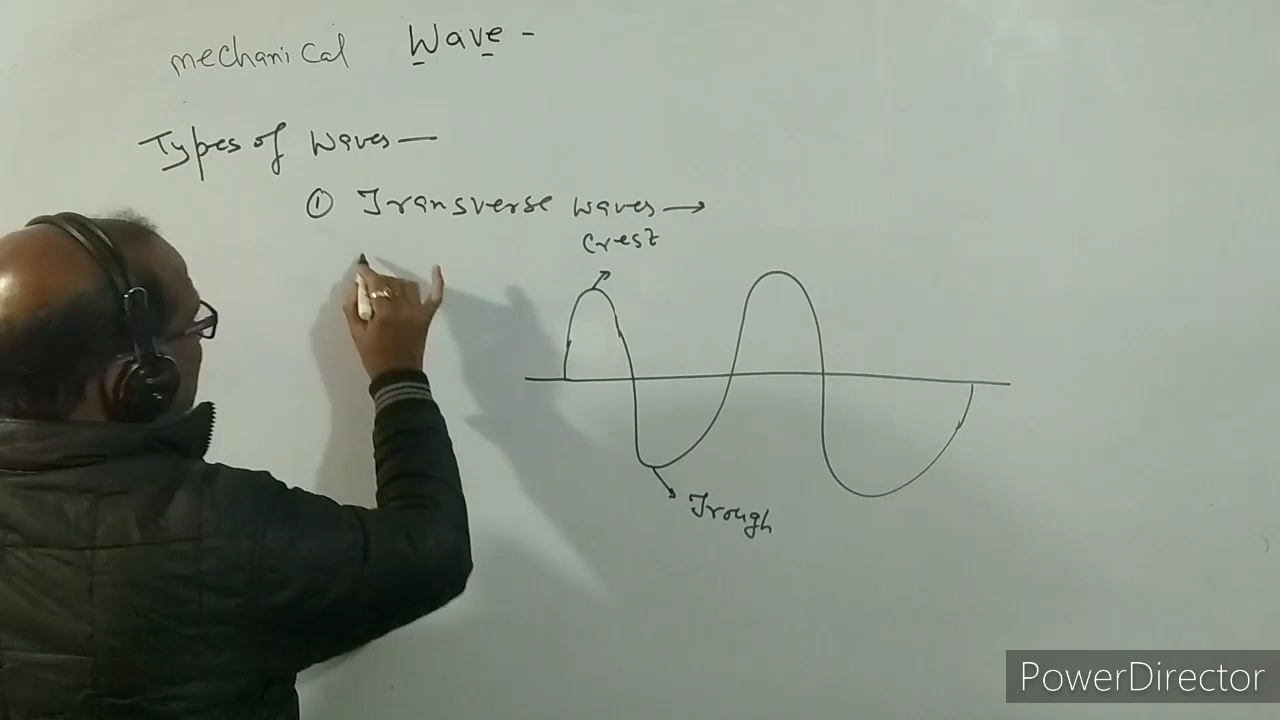 mechanical Wave -
Types of Waves —
① Transverse waves →
Crest
Trough
PowerDirector